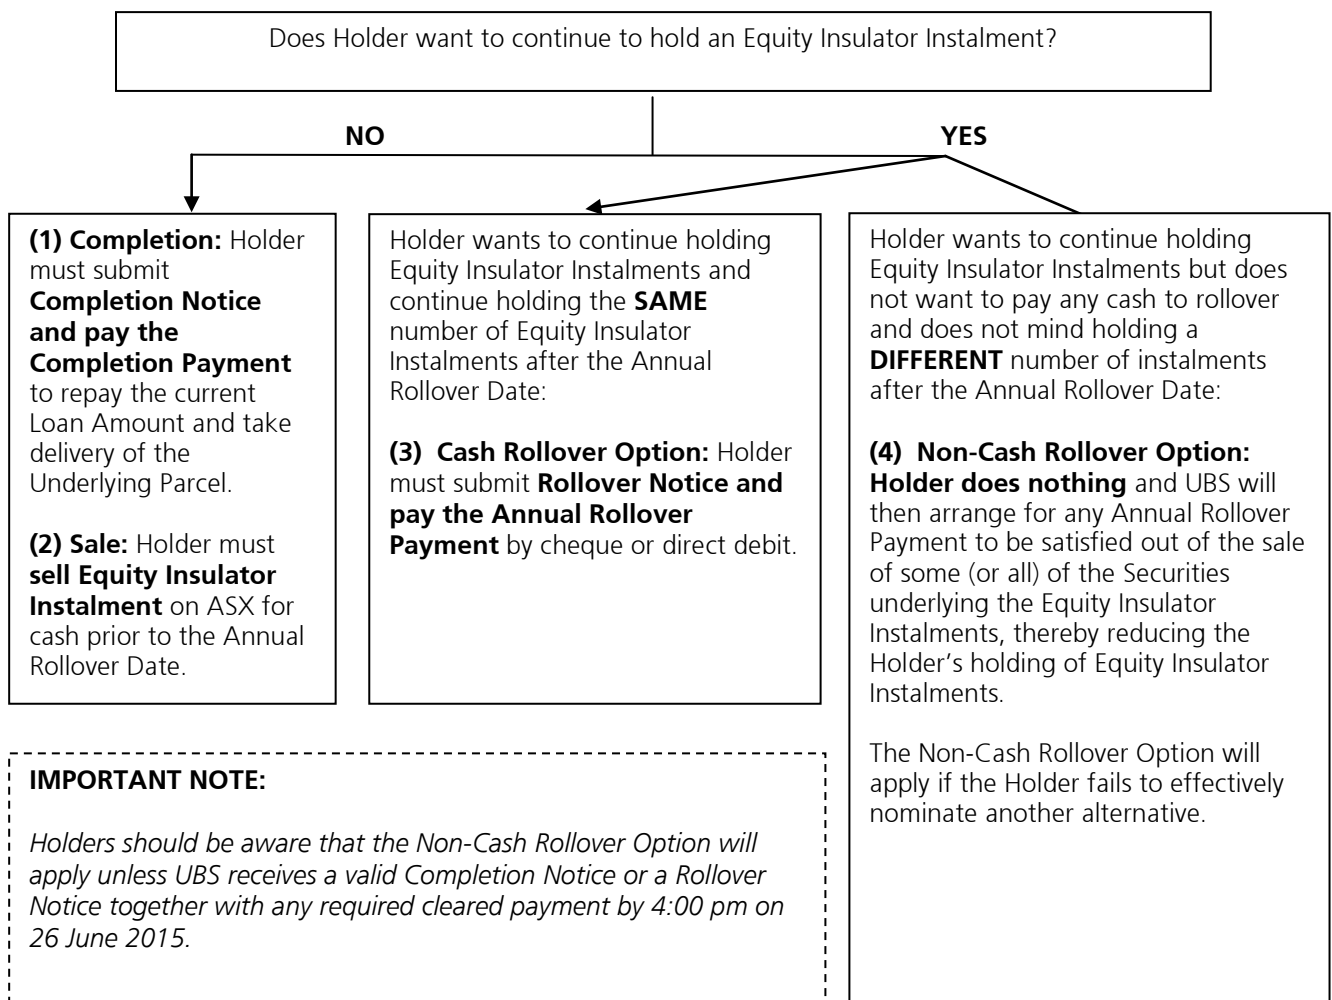 Does Holder want to continue to hold an Equity Insulator Instalment?
NO
YES
(1) Completion: Holder
must submit
Completion Notice
and pay the
Completion Payment
to repay the current
Loan Amount and take
delivery of the
Underlying Parcel.
(2) Sale: Holder must
sell Equity Insulator
Instalment on ASX for
cash prior to the Annual
Rollover Date.
Holder wants to continue holding
Equity Insulator Instalments and
continue holding the SAME
number of Equity Insulator
Instalments after the Annual
Rollover Date:
(3) Cash Rollover Option: Holder
must submit Rollover Notice and
pay the Annual Rollover
Payment by cheque or direct debit.
Holder wants to continue holding
Equity Insulator Instalments but does
not want to pay any cash to rollover
and does not mind holding a
DIFFERENT number of instalments
after the Annual Rollover Date:
(4) Non-Cash Rollover Option:
Holder does nothing and UBS will
then arrange for any Annual Rollover
Payment to be satisfied out of the sale
of some (or all) of the Securities
underlying the Equity Insulator
Instalments, thereby reducing the
Holder's holding of Equity Insulator
Instalments.
The Non-Cash Rollover Option will
apply if the Holder fails to effectively
nominate another alternative.
IMPORTANT NOTE:
Holders should be aware that the Non-Cash Rollover Option will
apply unless UBS receives a valid Completion Notice or a Rollover
Notice together with any required cleared payment by 4:00 pm on
26 June 2015.